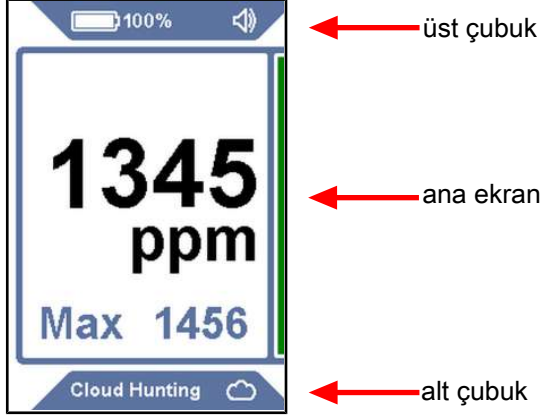 100%
üst çubuk
1345
ana ekran
ppm
Max 1456
Cloud Hunting
alt çubuk